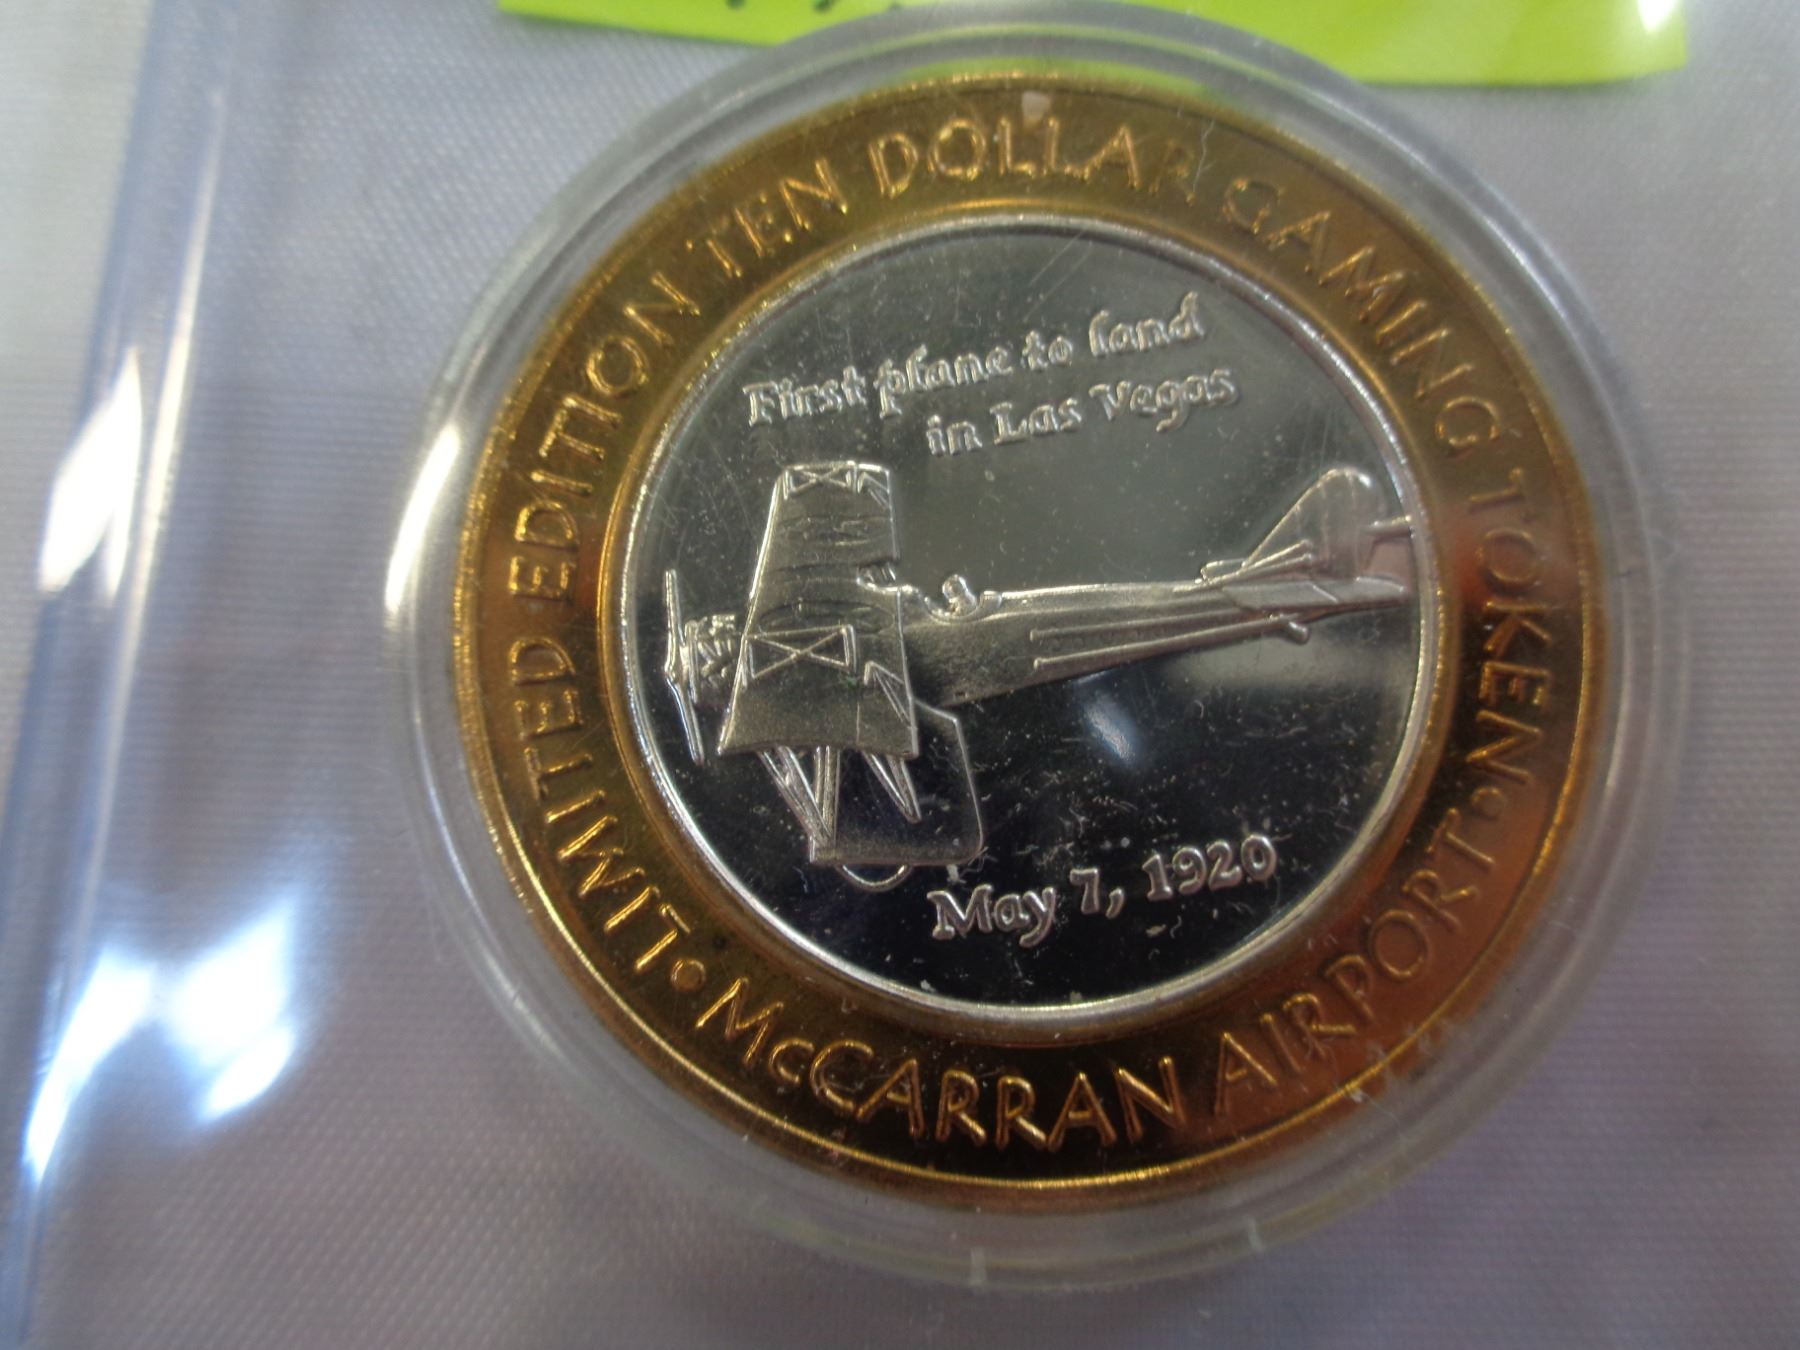 LIMITED EDITION TEN DOLLAR GAMING TOKEN •
McCARRAN AIRPORT •
First plane to land
in Las Vegas
May 7, 1920